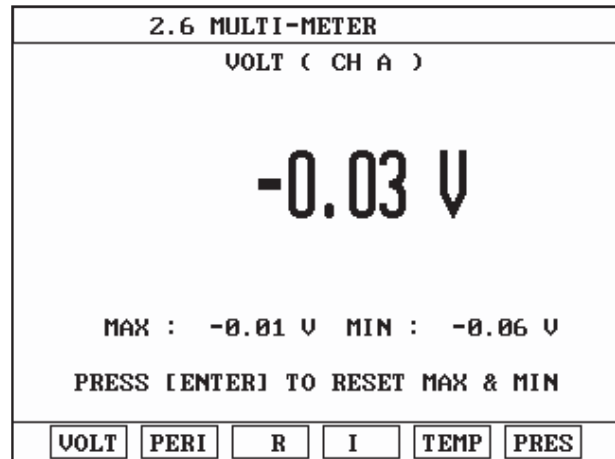 2.6 MULTI-METER
VOLT ( CH A )
-0.03 V
MAX : -0.01 V MIN : -0.06 V
PRESS [ENTER] TO RESET MAX & MIN
VOLT PERI R I TEMP PRES